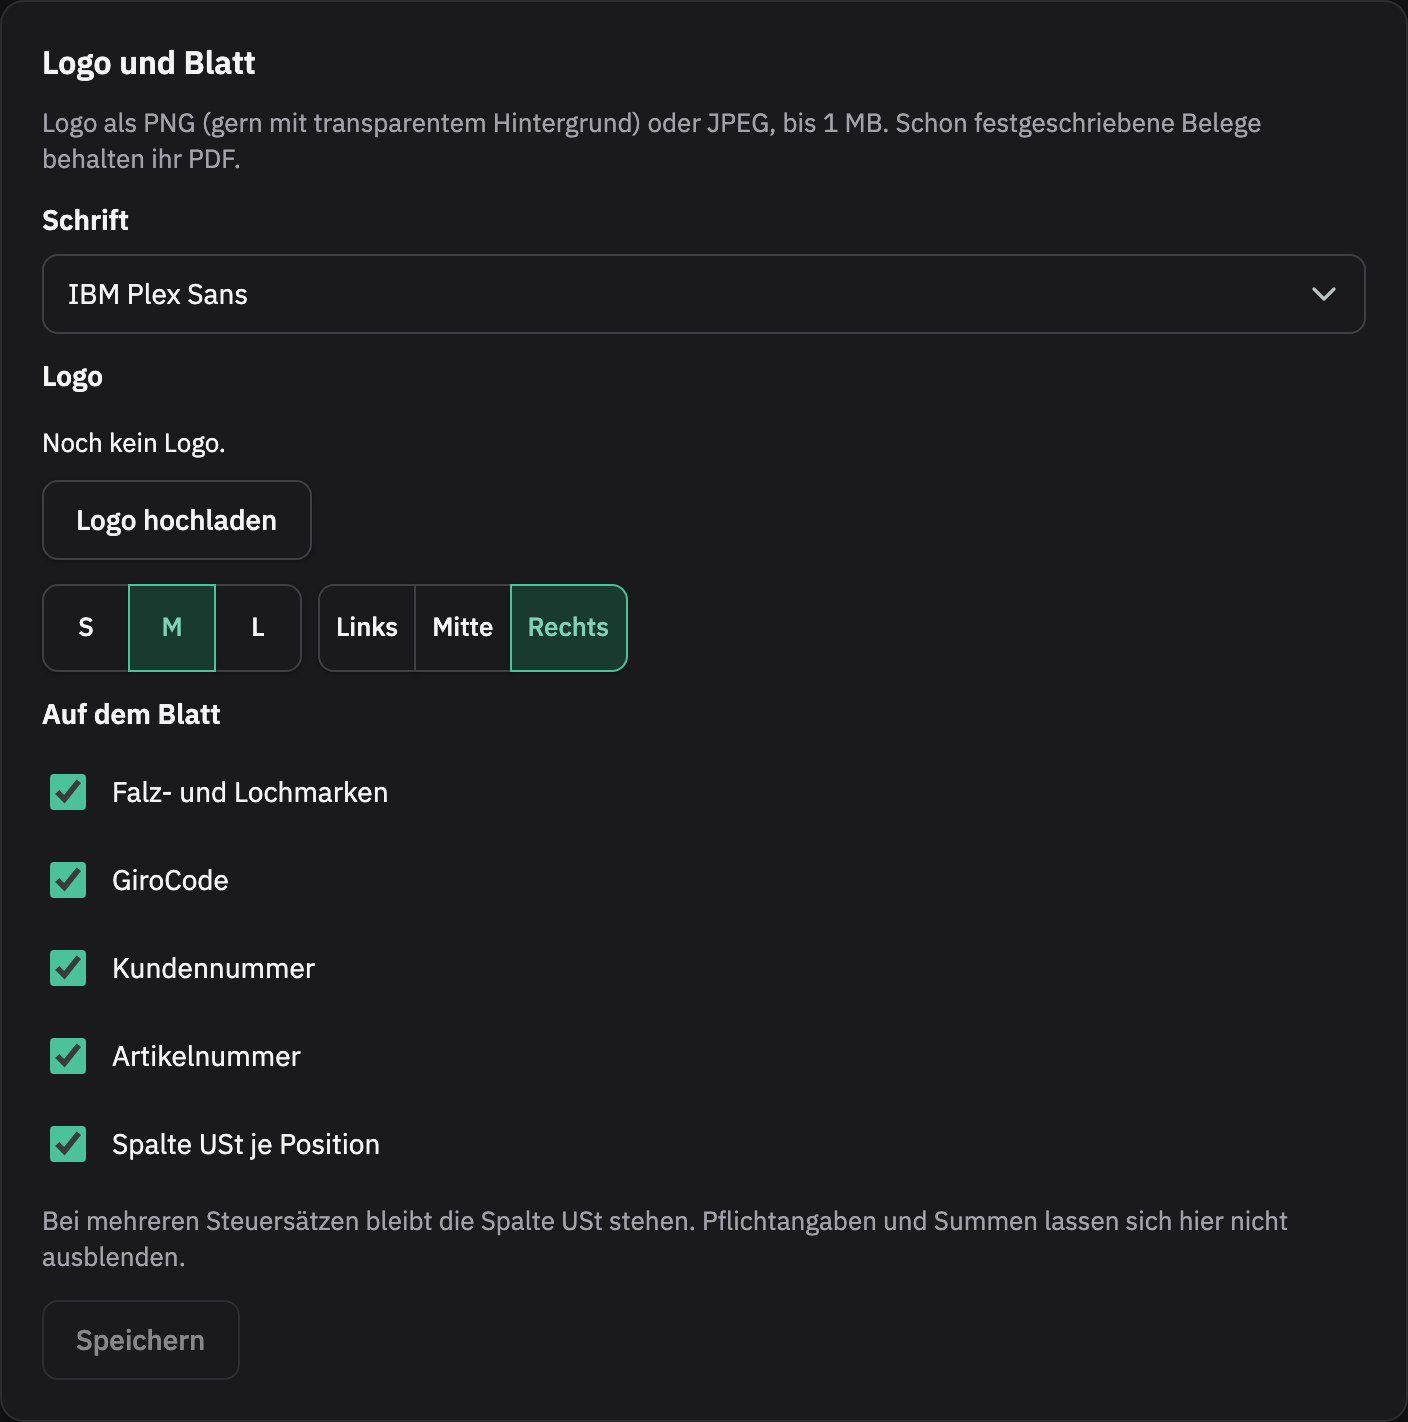 Logo und Blatt
Logo als PNG (gern mit transparentem Hintergrund) oder JPEG, bis 1 MB. Schon festgeschriebene Belege
behalten ihr PDF.
Schrift
IBM Plex Sans
Logo
Noch kein Logo.
Logo hochladen
S M L Links Mitte Rechts
Auf dem Blatt
Falz- und Lochmarken
GiroCode
Kundennummer
Artikelnummer
Spalte USt je Position
Bei mehreren Steuersätzen bleibt die Spalte USt stehen. Pflichtangaben und Summen lassen sich hier nicht
ausblenden.
Speichern